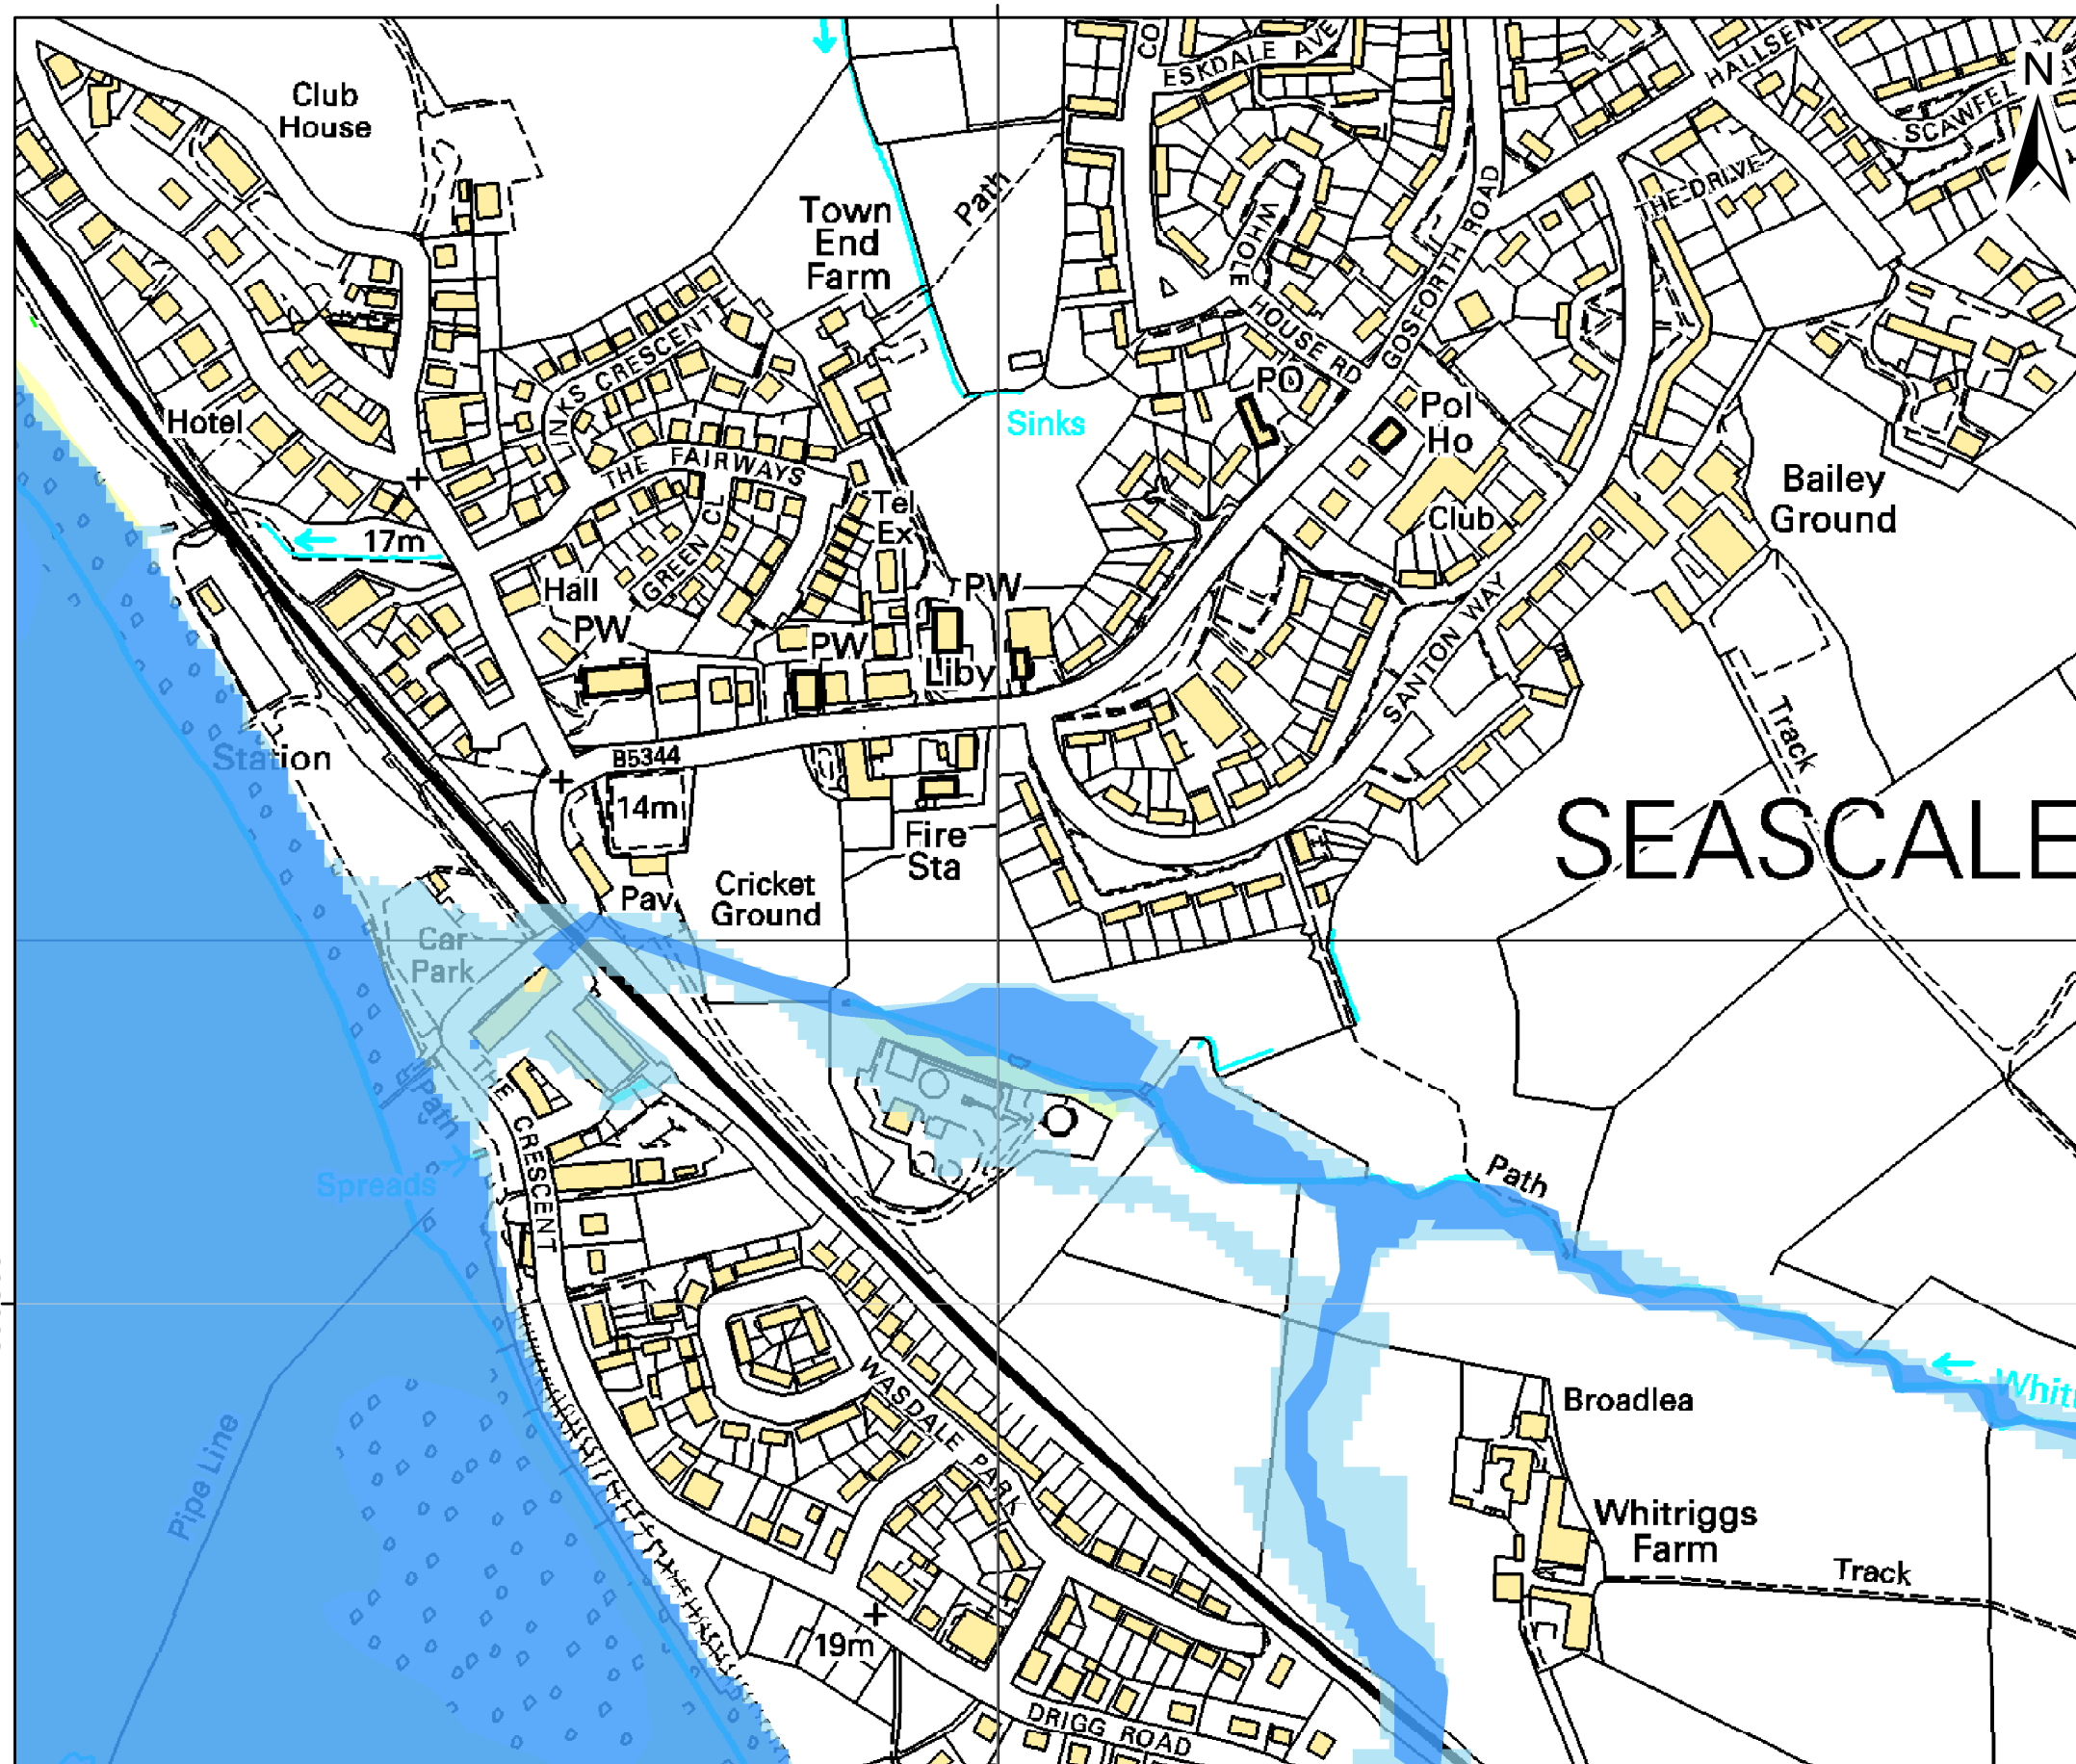 CO
ESKDALE AVE
HALLSEN
N
SCAWFEL
Club
House
Town
End
Farm
Path
WHOLE
HOUSE RD
GOSFORTH ROAD
THE DRIVE
LINKS CRESCENT
Hotel
Sinks
PO
Pol
Ho
Bailey
Ground
THE FAIRWAYS
Tel
Ex
Club
17m
GREEN CL
Hall
PW
PW
PW
Liby
SANTON WAY
Track
Station
B5344
14m
Fire
Sta
SEASCALE
Cricket
Ground
Pav
Car
Park
THE CRESCENT
Path
Spreads
Path
Whit
Broadlea
WASDALE PARK
Pipe Line
Whitriggs
Farm
Track
19m
DRIGG ROAD